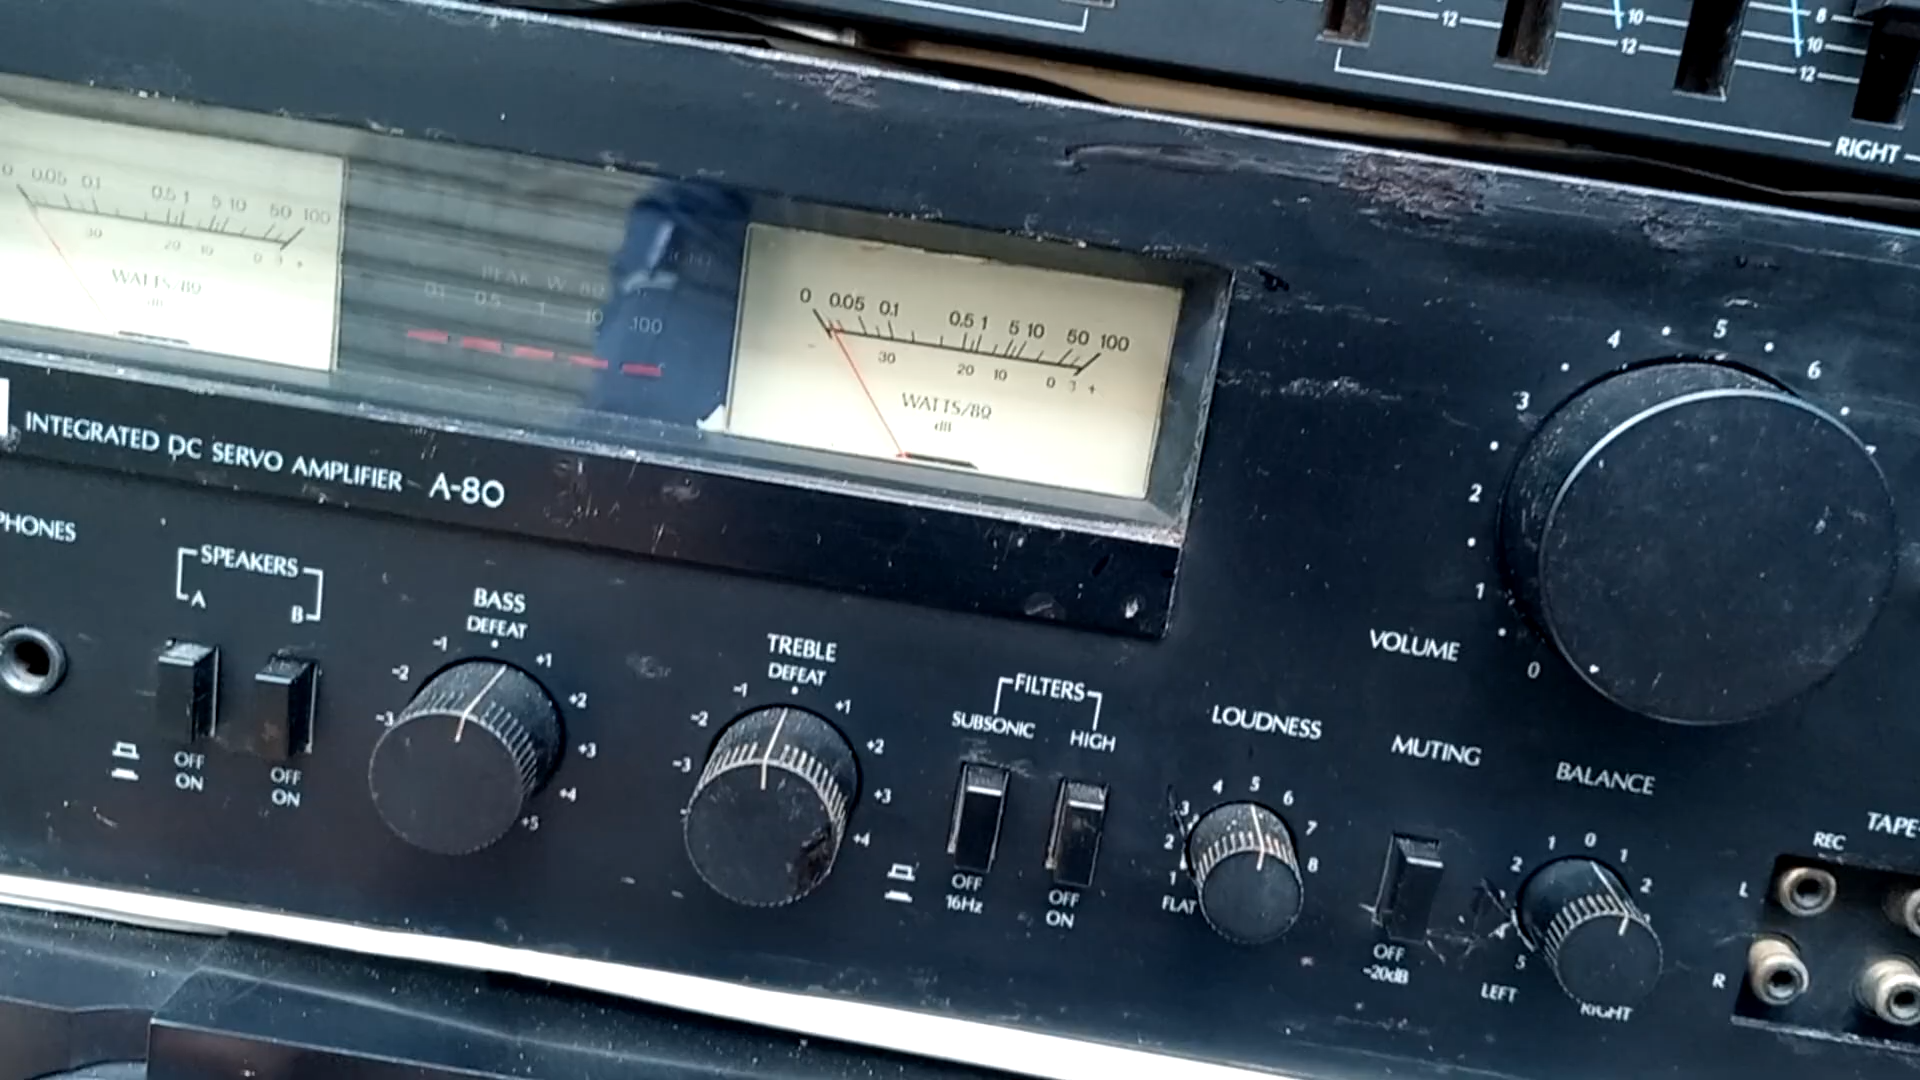 12
10
12
8
10
12
RIGHT
0 0.05 0.1 0.5 1 5 10 50 100
30 20 10 0 3 +
WATTS/8Ω
dB
PEAK W 8Ω
0.1 0.5 1 10 100
0 0.05 0.1 0.5 1 5 10 50 100
30 20 10 0 3 +
WATTS/8Ω
dB
INTEGRATED DC SERVO AMPLIFIER A-80
PHONES
SPEAKERS
A B
OFF
ON
OFF
ON
BASS
DEFEAT
-3 -2 -1 +1 +2 +3 +4 +5
TREBLE
DEFEAT
-3 -2 -1 +1 +2 +3 +4
FILTERS
SUBSONIC HIGH
OFF
16Hz
OFF
ON
LOUDNESS
FLAT 1 2 3 4 5 6 7 8
VOLUME
0 1 2 3 4 5 6 7
MUTING
OFF
-20dB
BALANCE
5 4 2 1 0 1 2
LEFT RIGHT
TAPE
REC
L
R